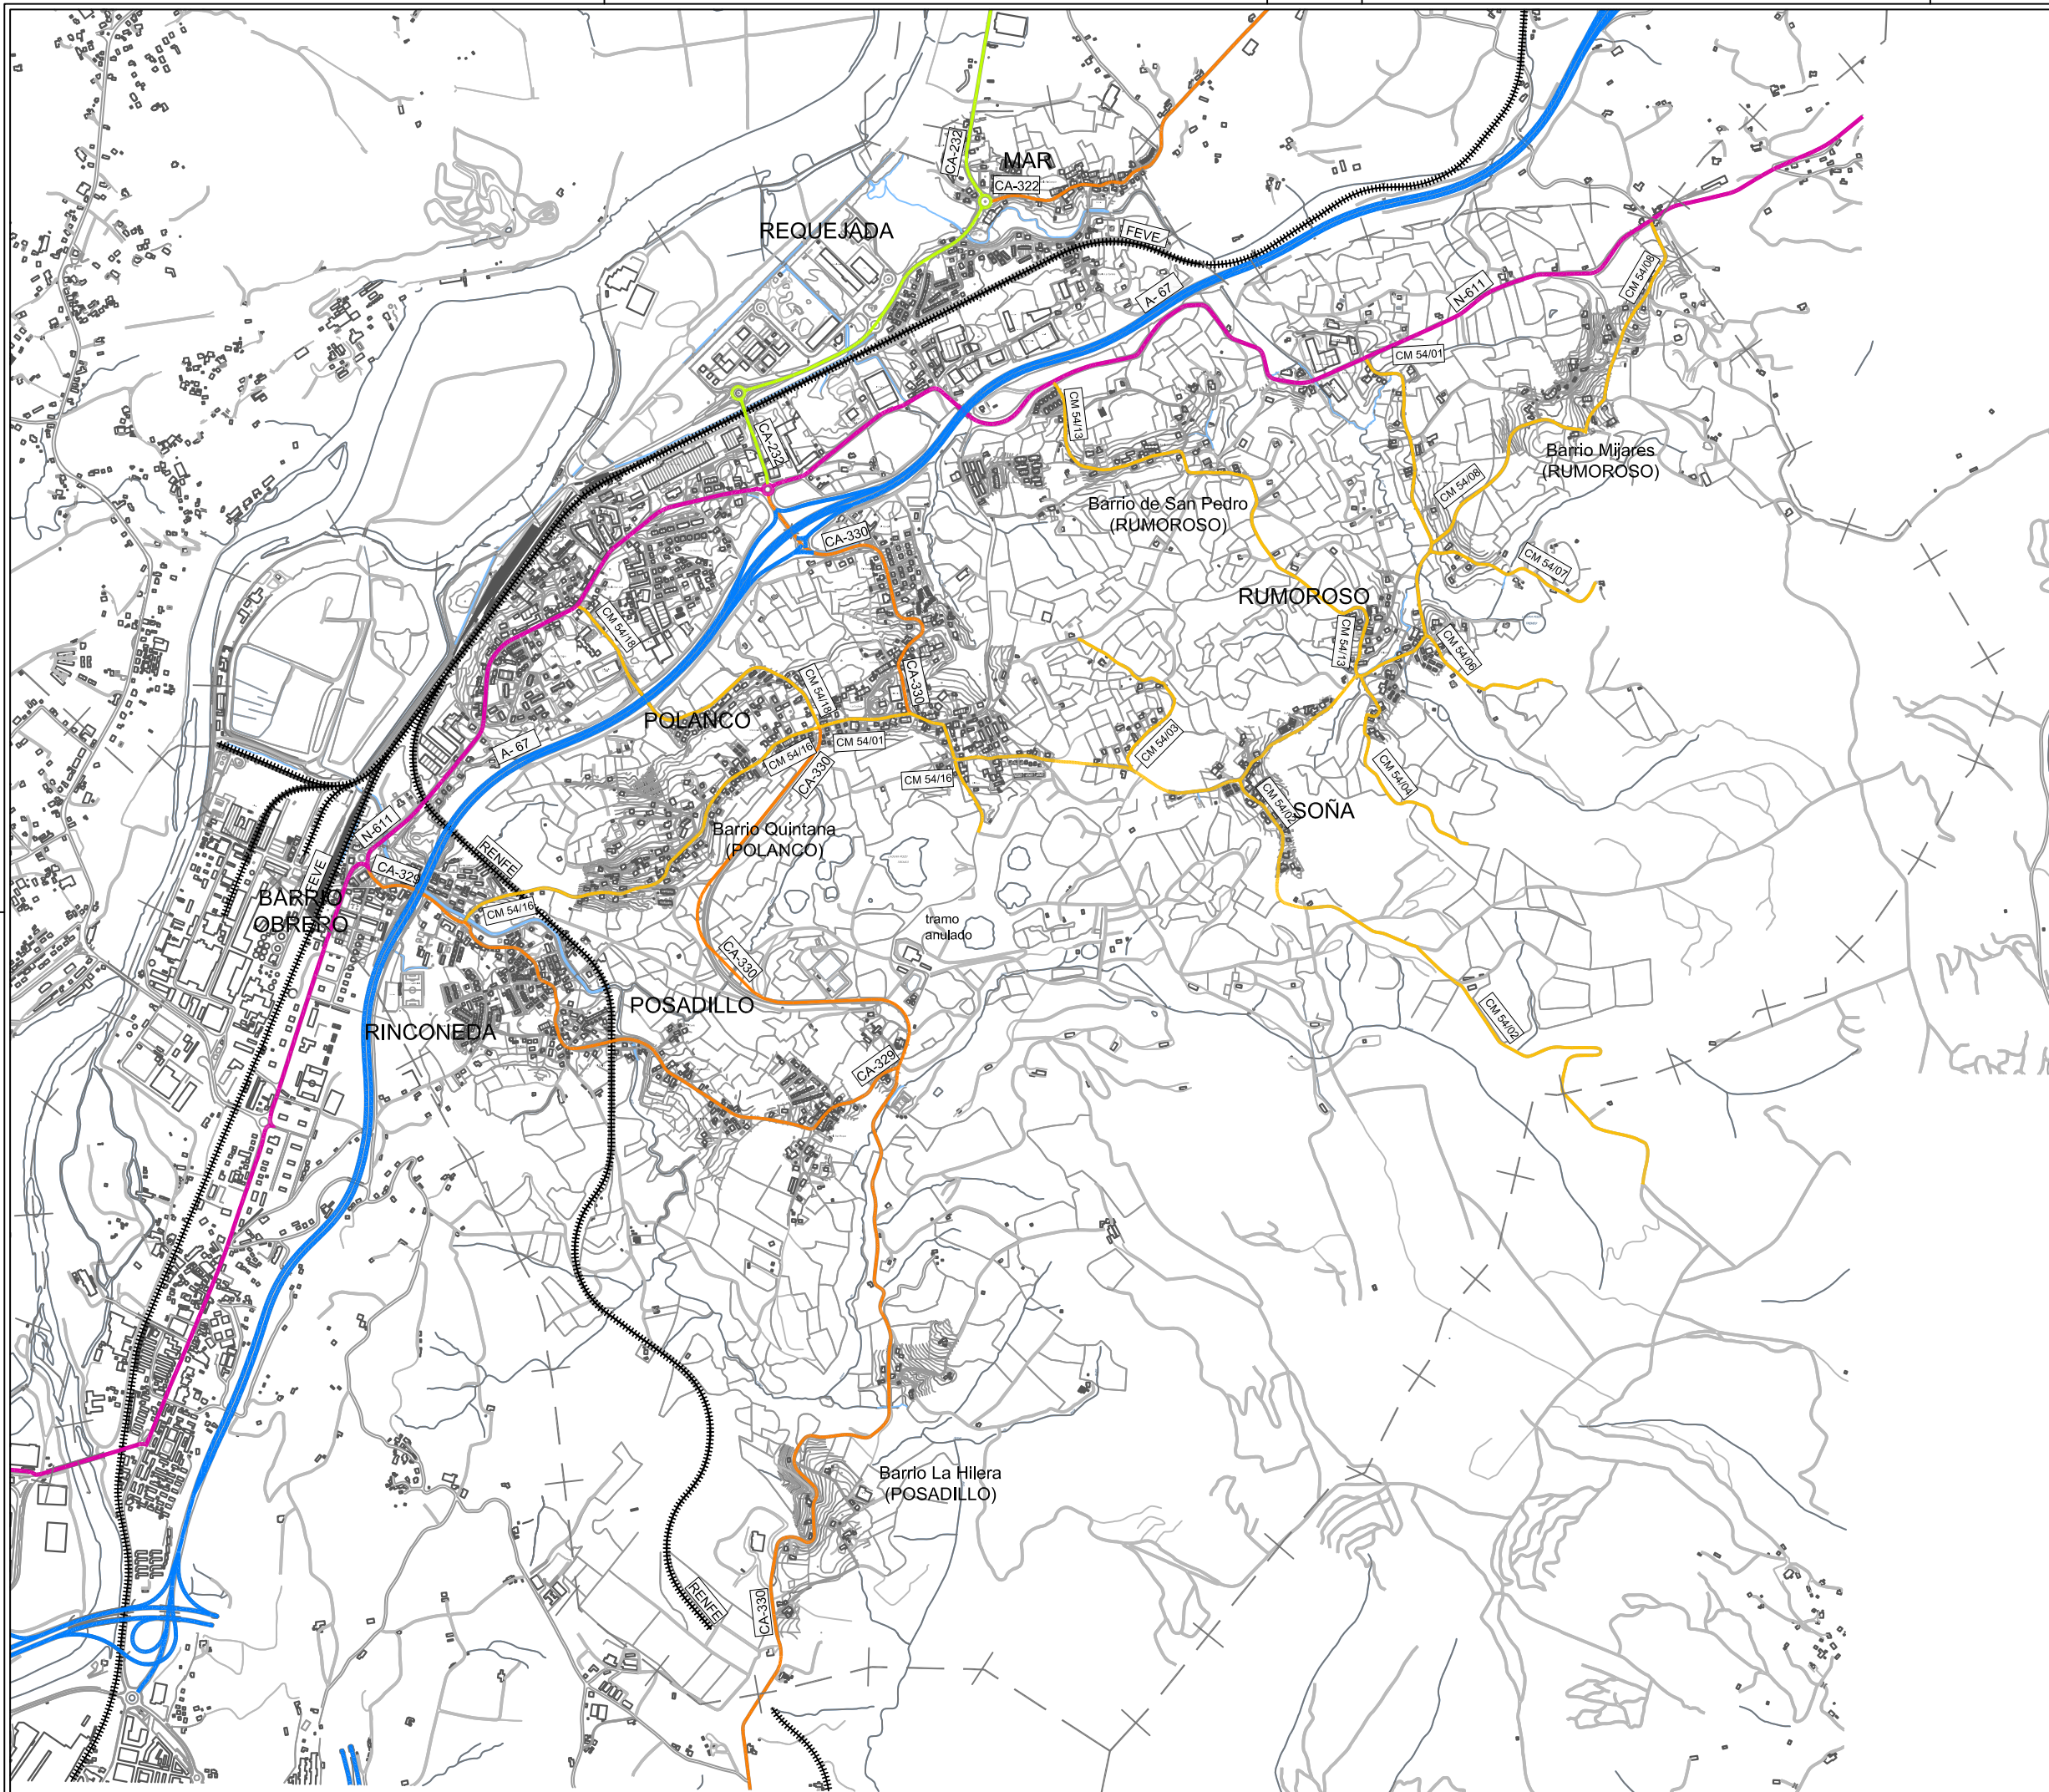 CA-232
MAR
CA-322
REQUEJADA
FEVE
A- 67
N-611
CM 54/08
CM 54/01
CM 54/13
CA-232
Barrio Mijares
(RUMOROSO)
CM 54/08
Barrio de San Pedro
(RUMOROSO)
CA-330
CM 54/07
RUMOROSO
CM 54/18
CM 54/13
CM 54/06
CA-330
CM 54/18
POLANCO
A- 67
CM 54/01
CM 54/16
CM 54/03
CA-330
CM 54/16
CM 54/04
CM 54/02
SOÑA
N-611
Barrio Quintana
(POLANCO)
RENFE
CA-329
FEVE
BARRIO
OBRERO
CM 54/16
tramo
anulado
CA-330
POSADILLO
RINCONEDA
CM 54/02
CA-329
Barrio La Hilera
(POSADILLO)
RENFE
CA-330